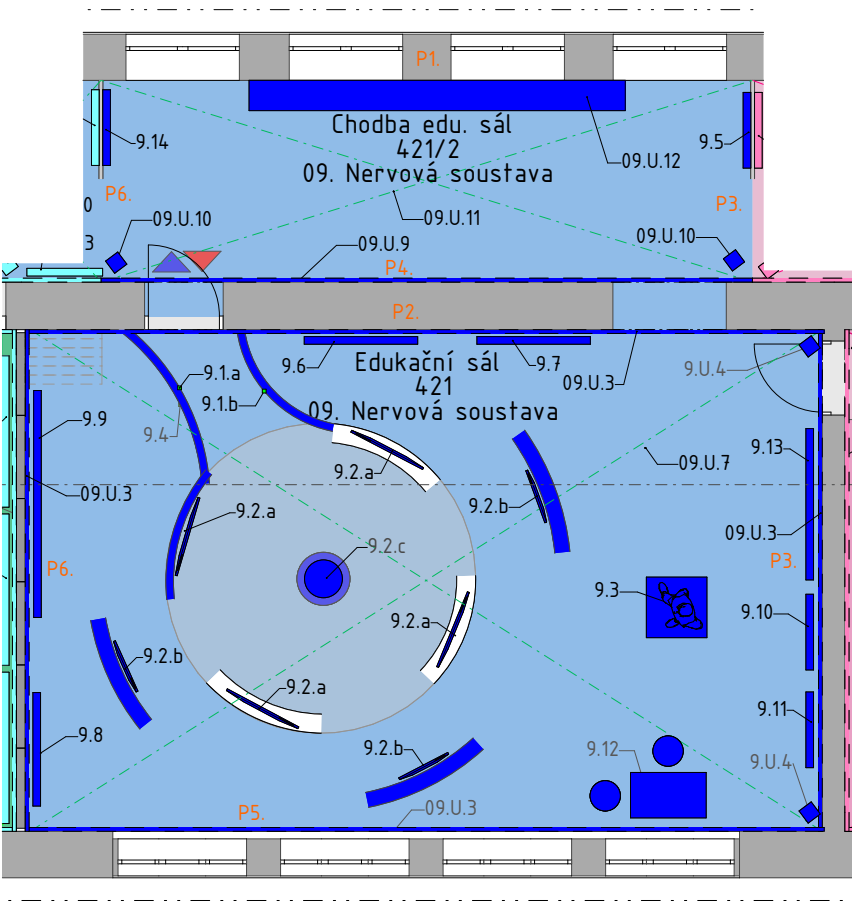 P1.
Chodba edu. sál
9.14
9.5
421/2
09.U.12
09. Nervová soustava
P6.
P3.
0
09.U.10
09.U.11
3
09.U.9
09.U.10
P4.
P2.
9.6
Edukační sál
9.7
9.U.4
9.1.a
421
09.U.3
9.1.b
09. Nervová soustava
9.9
9.4
9.13
9.2.a
09.U.7
09.U.3
9.2.b
9.2.a
09.U.3
9.2.c
P6.
P3.
9.3
9.10
9.2.a
9.2.b
9.2.a
9.11
9.8
9.2.b
9.12
9.U.4
P5.
09.U.3